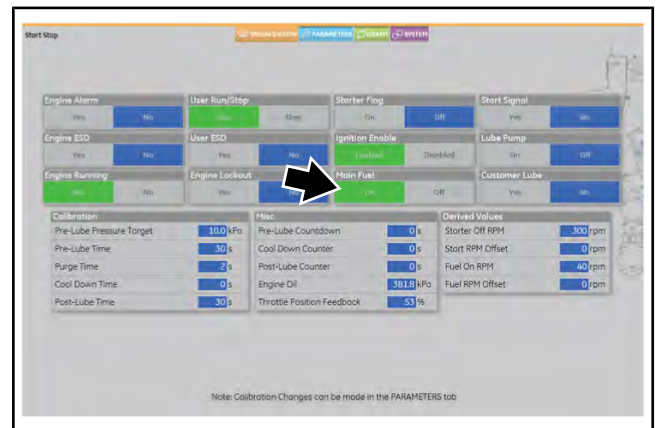 Start Stop
VISUALIZATION PARAMETERS GRAPHS SYSTEM
Engine Alarm User Run/Stop Starter Fing Start Signal
Yes No Stop On Off Yes No
Engine ESD User ESD Ignition Enable Lube Pump
Yes No Yes No Enabled Disabled On Off
Engine Running Engine Lockout Main Fuel Customer Lube
Yes No Yes On Off Yes No
Calibration Misc Derived Values
Pre-Lube Pressure Target 10.0 kPa Pre-Lube Countdown 0 s Starter Off RPM 300 rpm
Pre-Lube Time 30 s Cool Down Counter 0 s Start RPM Offset 0 rpm
Purge Time 2 s Post-Lube Counter 0 s Fuel On RPM 40 rpm
Cool Down Time 0 s Engine Oil 381.8 kPa Fuel RPM Offset 0 rpm
Post-Lube Time 30 s Throttle Position Feedback 53 %
Note: Calibration Changes can be made in the PARAMETERS tab